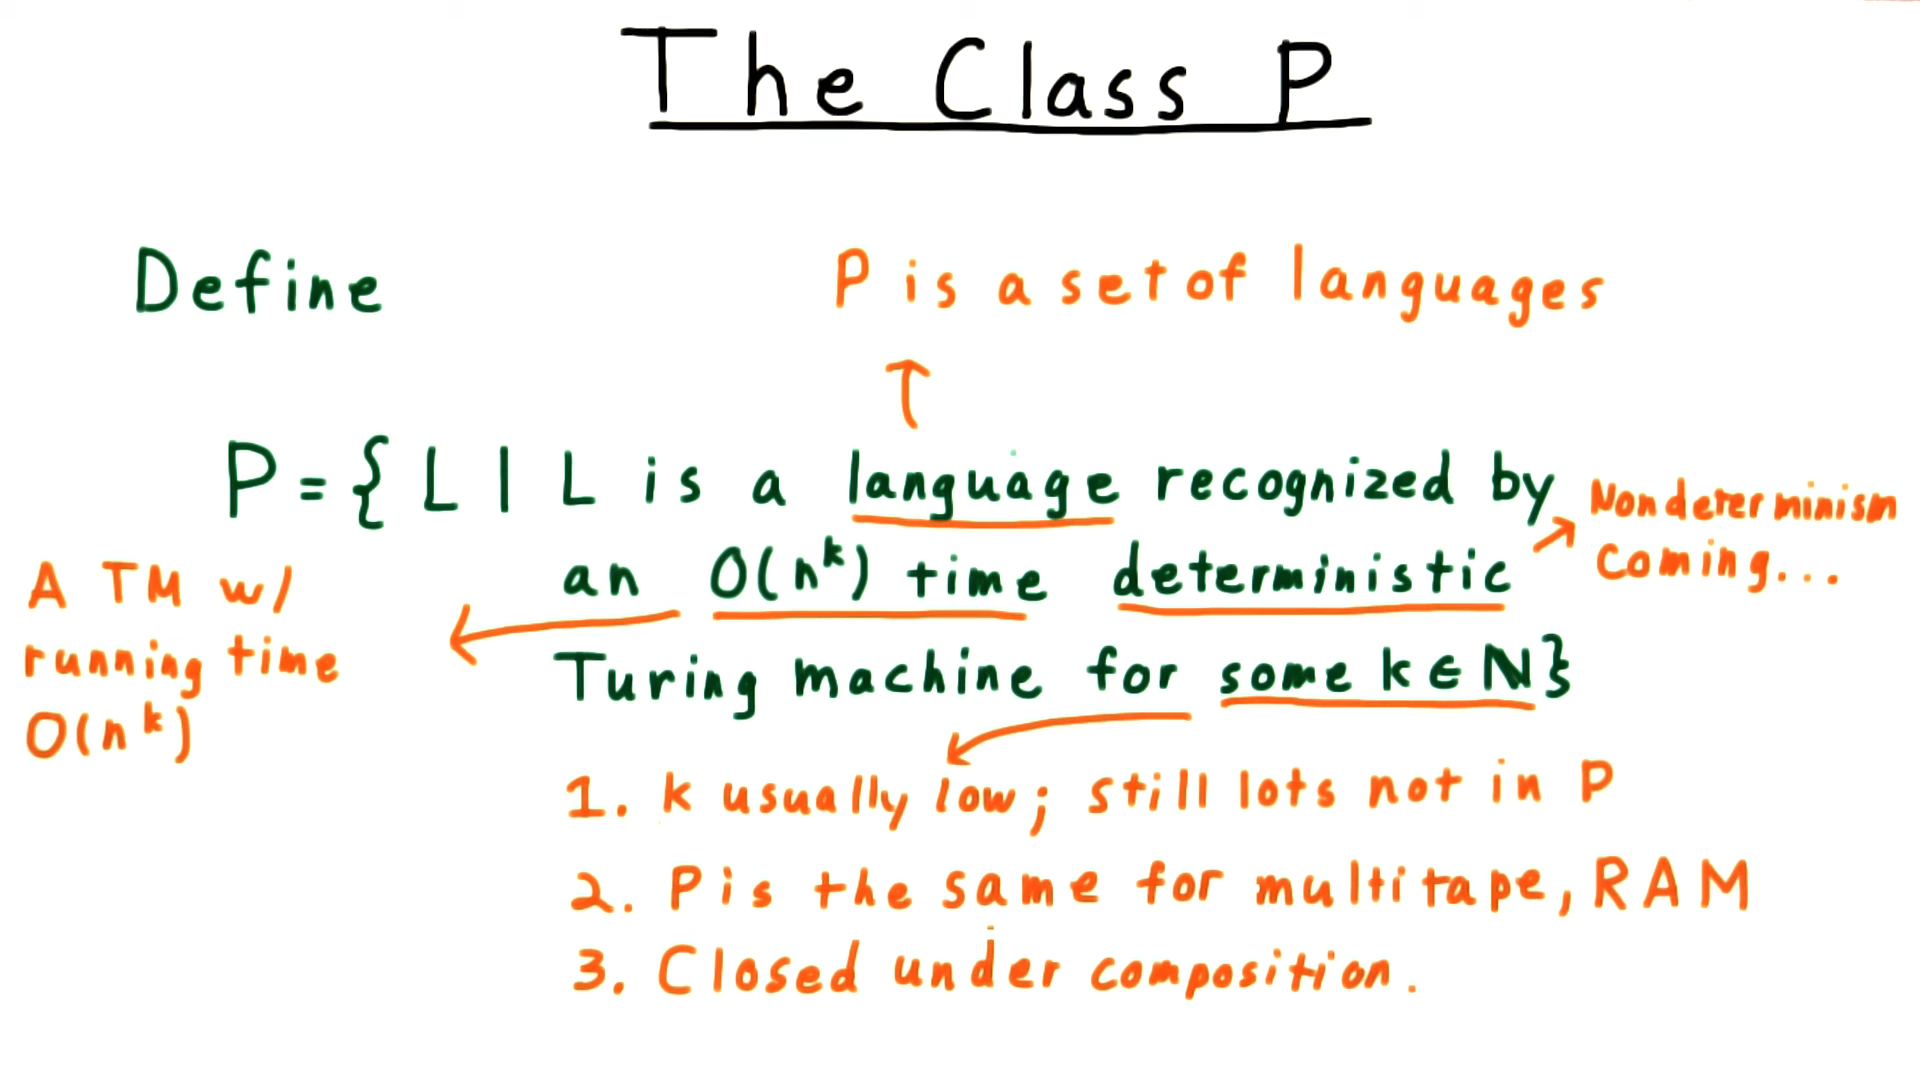 The Class P
Define
P is a set of languages
P = { L | L is a language recognized by
an O(n^k) time deterministic
Turing machine for some k ∈ ℕ}
Nondeterminism
coming...
A TM w/
running time
O(n^k)
1. k usually low; still lots not in P
2. P is the same for multitape, RAM
3. Closed under composition.